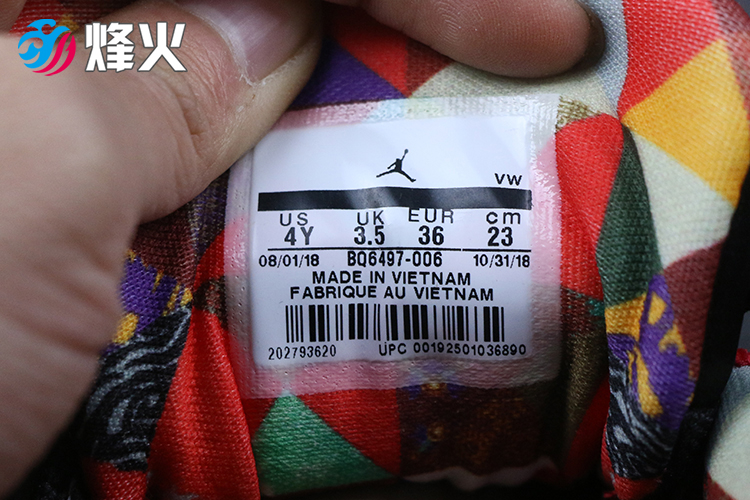 烽火
VW
US UK EUR cm
4Y 3.5 36 23
08/01/18 BQ6497-006 10/31/18
MADE IN VIETNAM
FABRIQUE AU VIETNAM
202793620 UPC 00192501036890